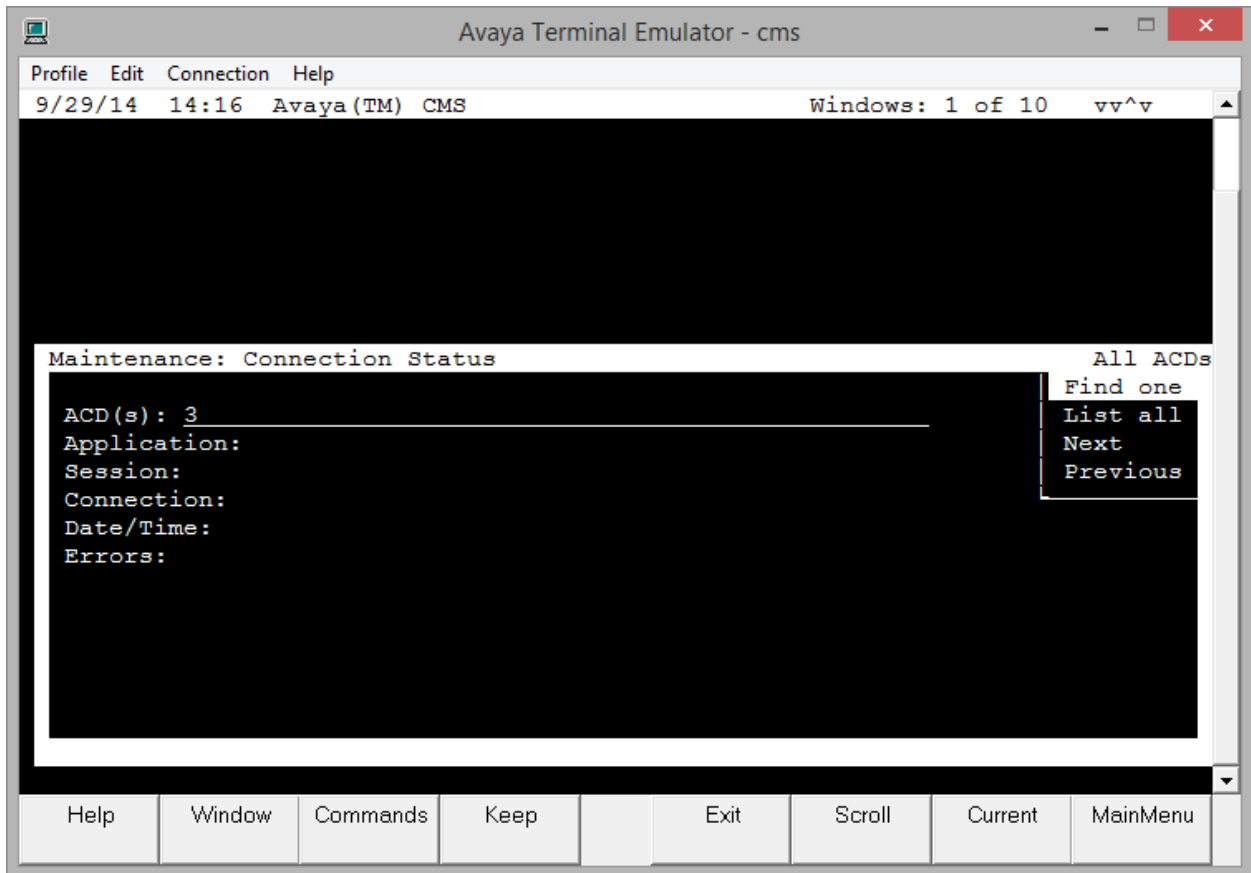 Avaya Terminal Emulator - cms
Profile Edit Connection Help
9/29/14 14:16 Avaya(TM) CMS Windows: 1 of 10 vv^v
Maintenance: Connection Status All ACDs
Find one
ACD(s): 3 List all
Application: Next
Session: Previous
Connection:
Date/Time:
Errors:
Help Window Commands Keep Exit Scroll Current MainMenu